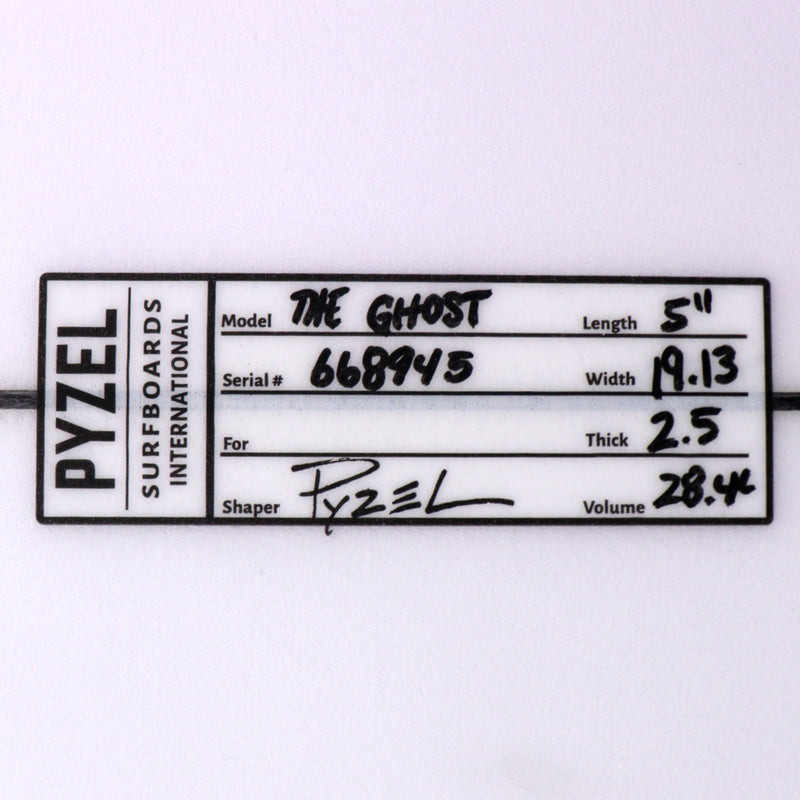 PYZEL
SURFBOARDS
INTERNATIONAL
Model THE GHOST Length 5"
Serial # 668945 Width 19.13
For Thick 2.5
Shaper PYZEL Volume 28.4L